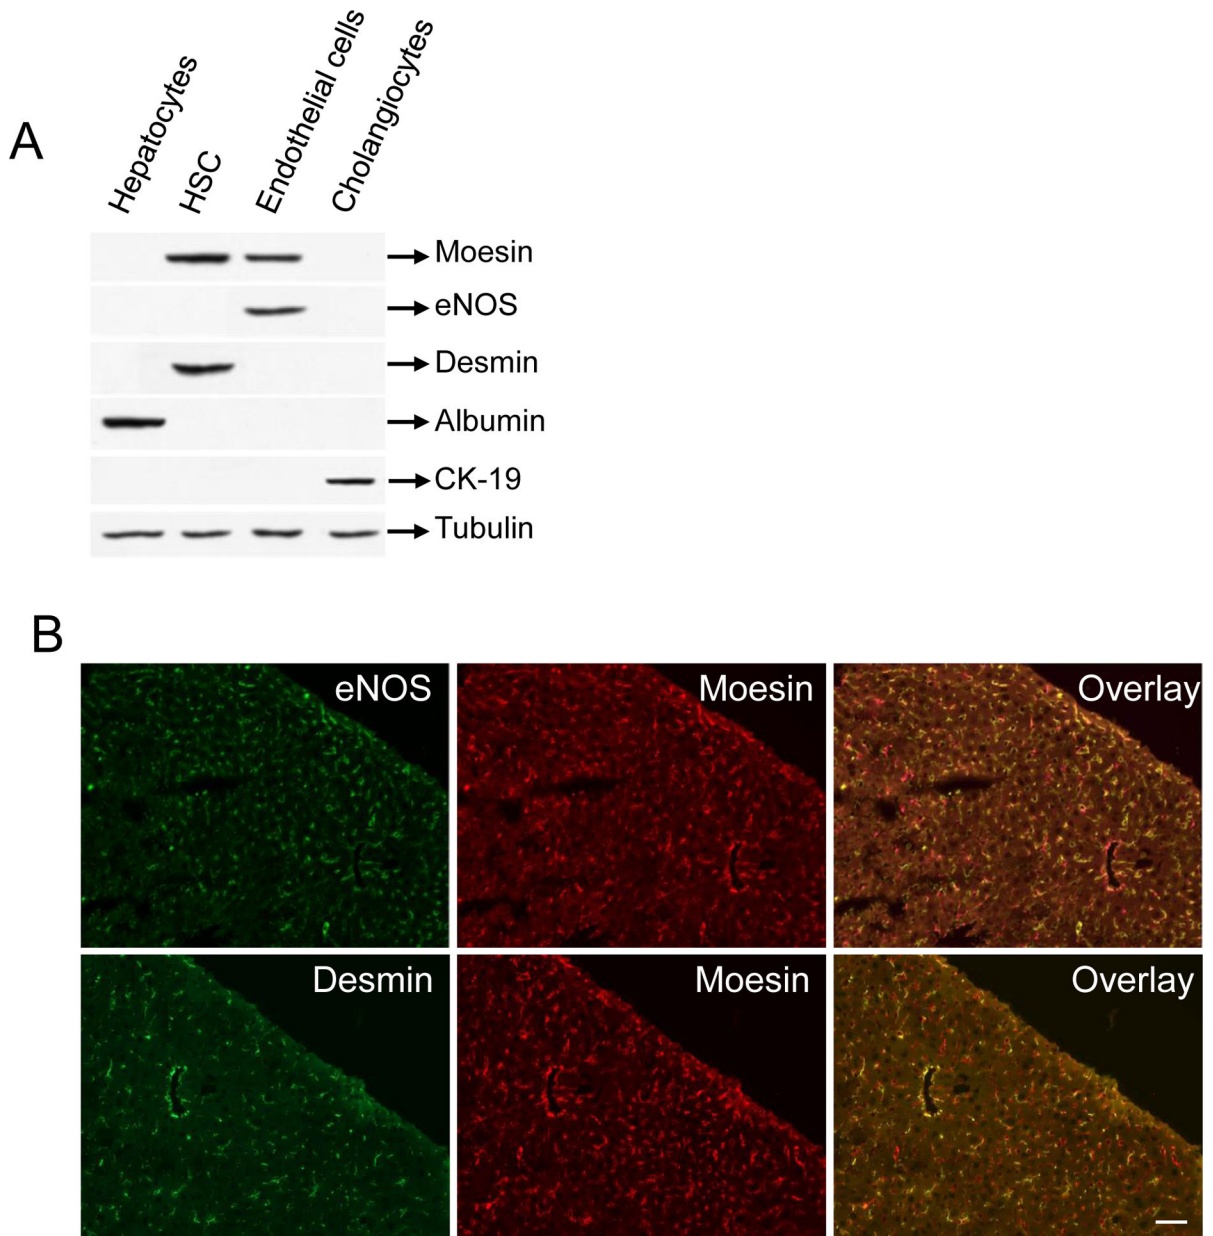 A
Hepatocytes
HSC
Endothelial cells
Cholangiocytes
Moesin
eNOS
Desmin
Albumin
CK-19
Tubulin
B
eNOS
Moesin
Overlay
Desmin
Moesin
Overlay